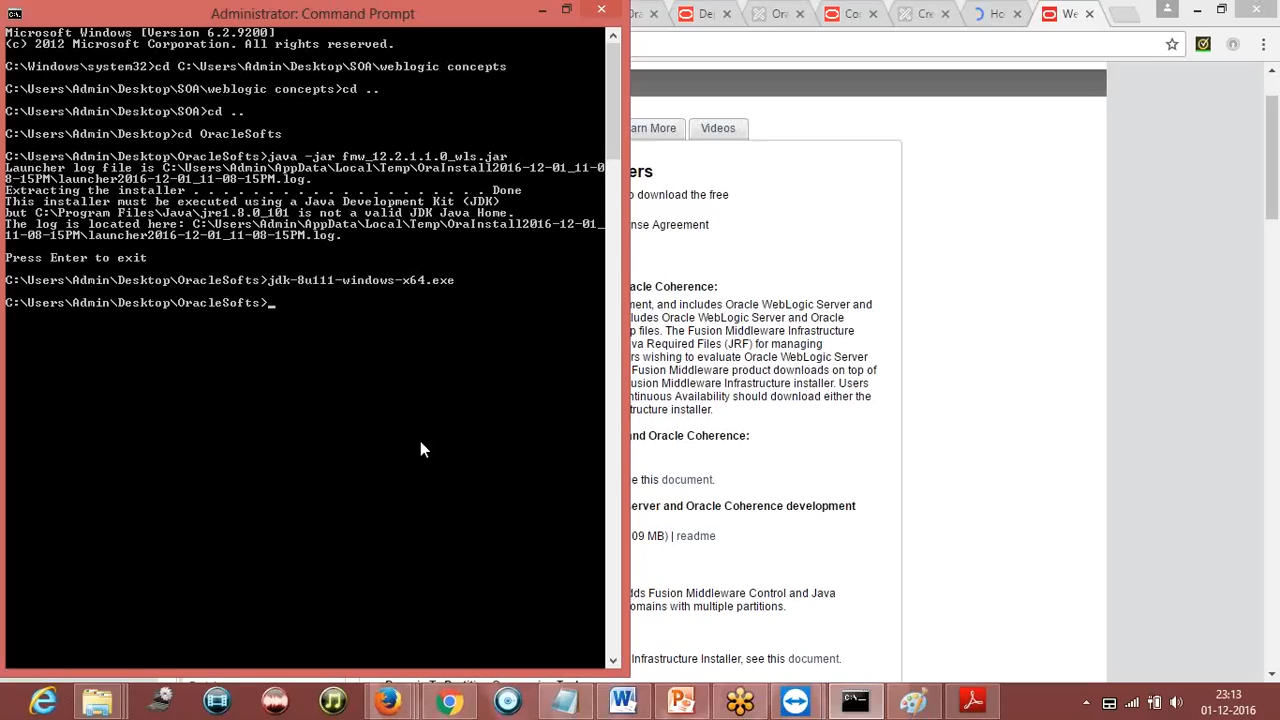 Administrator: Command Prompt
Microsoft Windows [Version 6.2.9200]
(c) 2012 Microsoft Corporation. All rights reserved.
C:\Windows\system32>cd C:\Users\Admin\Desktop\SOA\weblogic concepts
C:\Users\Admin\Desktop\SOA\weblogic concepts>cd ..
C:\Users\Admin\Desktop\SOA>cd ..
C:\Users\Admin\Desktop>cd OracleSofts
C:\Users\Admin\Desktop\OracleSofts>java -jar fmw_12.2.1.1.0_wls.jar
Launcher log file is C:\Users\Admin\AppData\Local\Temp\OraInstall2016-12-01_11-0
8-15PM\launcher2016-12-01_11-08-15PM.log.
Extracting the installer . . . . . . . . . . . . . . . . . . . Done
This installer must be executed using a Java Development Kit (JDK)
but C:\Program Files\Java\jre1.8.0_101 is not a valid JDK Java Home.
The log is located here: C:\Users\Admin\AppData\Local\Temp\OraInstall2016-12-01_
11-08-15PM\launcher2016-12-01_11-08-15PM.log.
Press Enter to exit
C:\Users\Admin\Desktop\OracleSofts>jdk-8u111-windows-x64.exe
C:\Users\Admin\Desktop\OracleSofts>_
Ora
De
Ora
Co
Cre
Ho
We
arn More
Videos
ers
o download the free
nse Agreement
acle Coherence:
ment, and includes Oracle WebLogic Server and
ludes Oracle WebLogic Server and Oracle
p files. The Fusion Middleware Infrastructure
va Required Files (JRF) for managing
rs wishing to evaluate Oracle WebLogic Server
Fusion Middleware product downloads on top of
usion Middleware Infrastructure installer. Users
ntinuous Availability should download either the
tructure installer.
and Oracle Coherence:
e this document.
erver and Oracle Coherence development
09 MB) | readme
dds Fusion Middleware Control and Java
omains with multiple partitions.
Infrastructure Installer, see this document.
23:13
01-12-2016